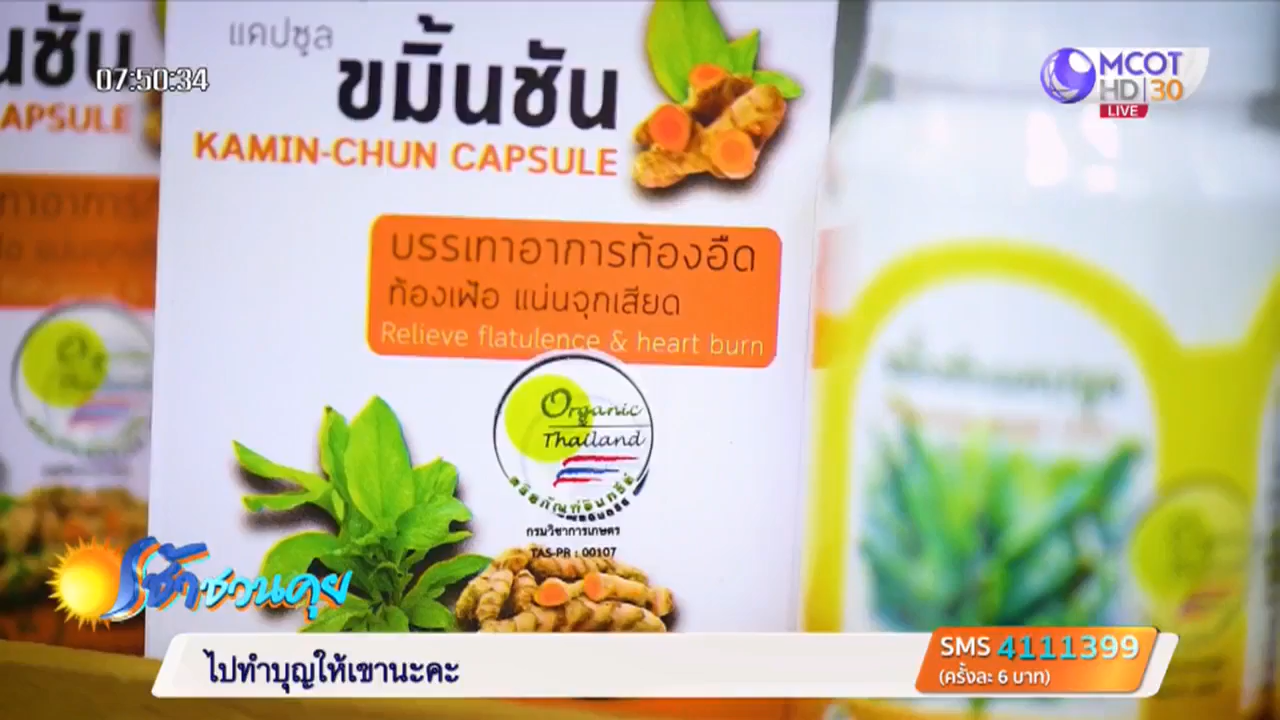 แคปซูล
ขมิ้นชัน
KAMIN-CHUN CAPSULE
บรรเทาอาการท้องอืด
ท้องเฟ้อ แน่นจุกเสียด
Relieve flatulence & heart burn
Organic
Thailand
กรมวิชาการเกษตร
TAS-PR : 00107
APSULE
07:50:34
MCOT
HD 30
LIVE
เช้าชวนคุย
ไปทำบุญให้เขานะคะ
SMS 4111399
(ครั้งละ 6 บาท)